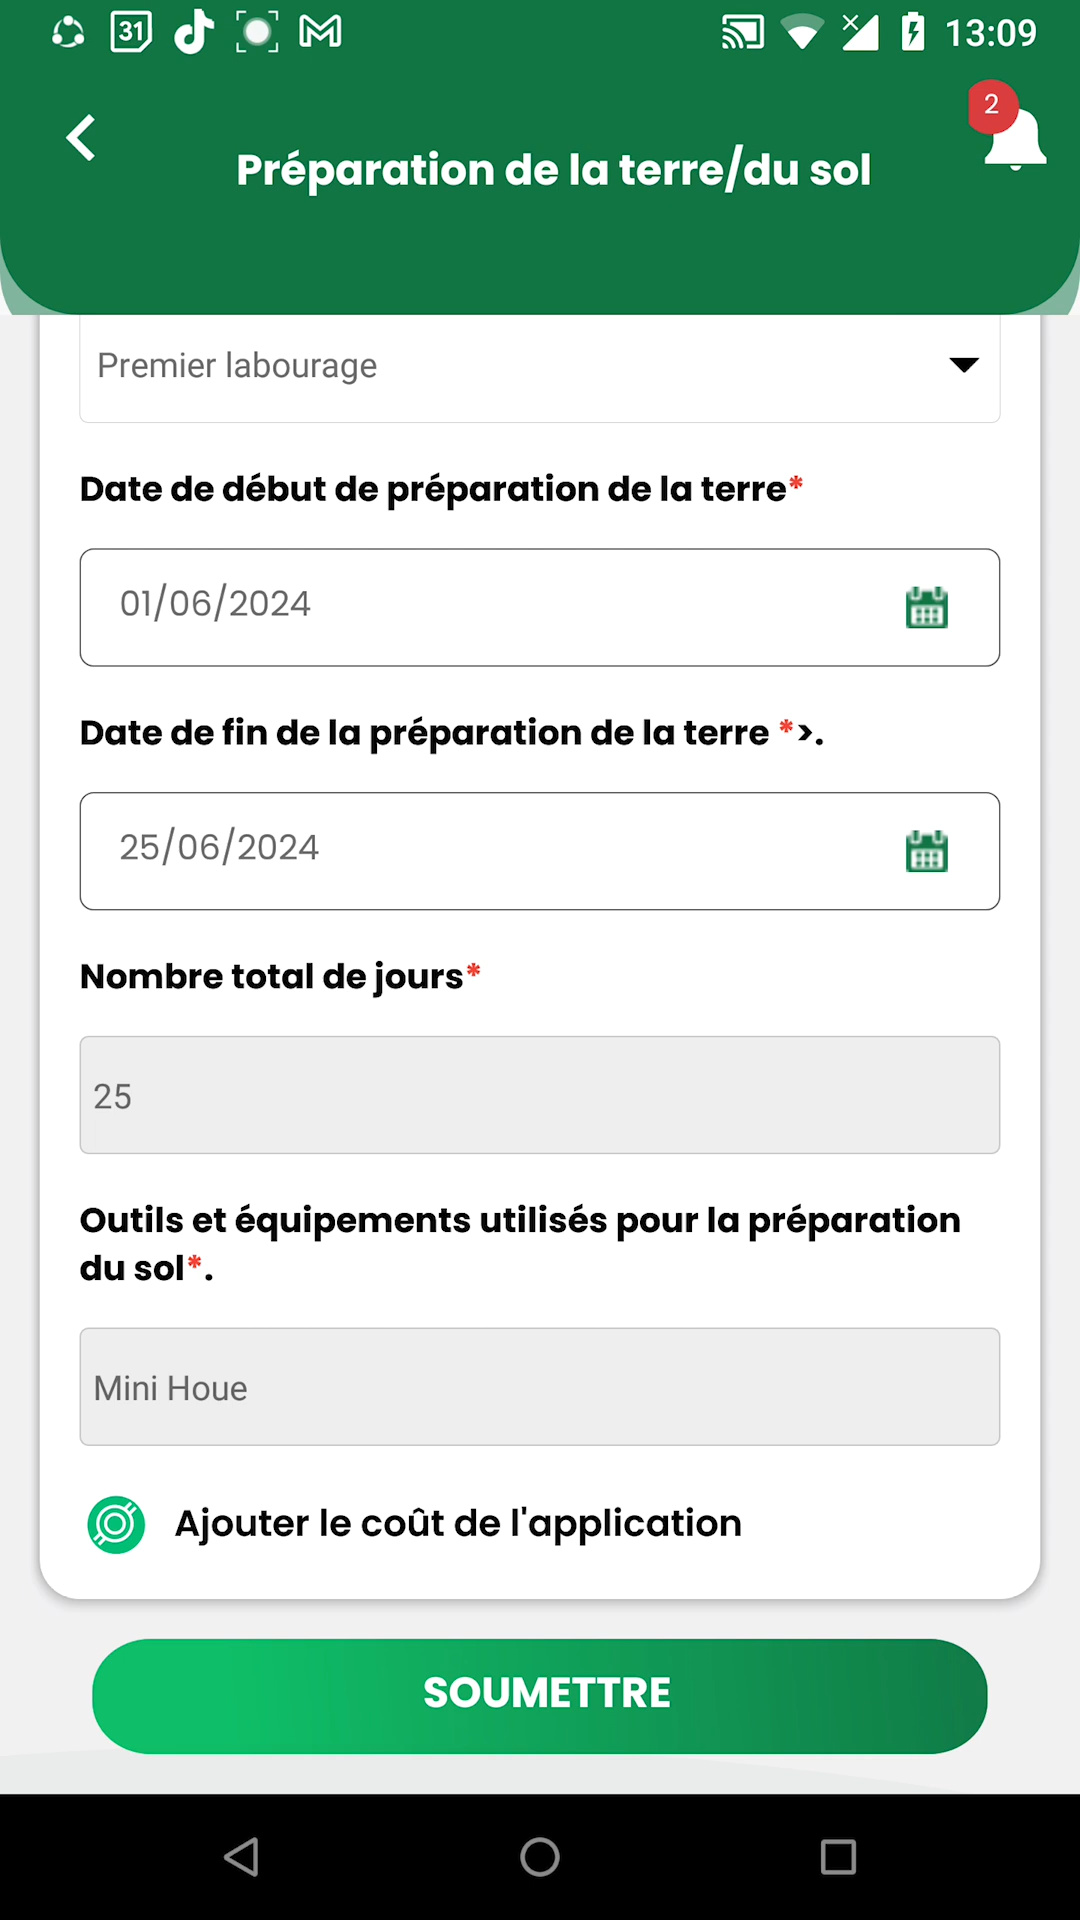 31
13:09
2
Préparation de la terre/du sol
Premier labourage
Date de début de préparation de la terre*
01/06/2024
Date de fin de la préparation de la terre *>.
25/06/2024
Nombre total de jours*
25
Outils et équipements utilisés pour la préparation
du sol*.
Mini Houe
Ajouter le coût de l'application
SOUMETTRE